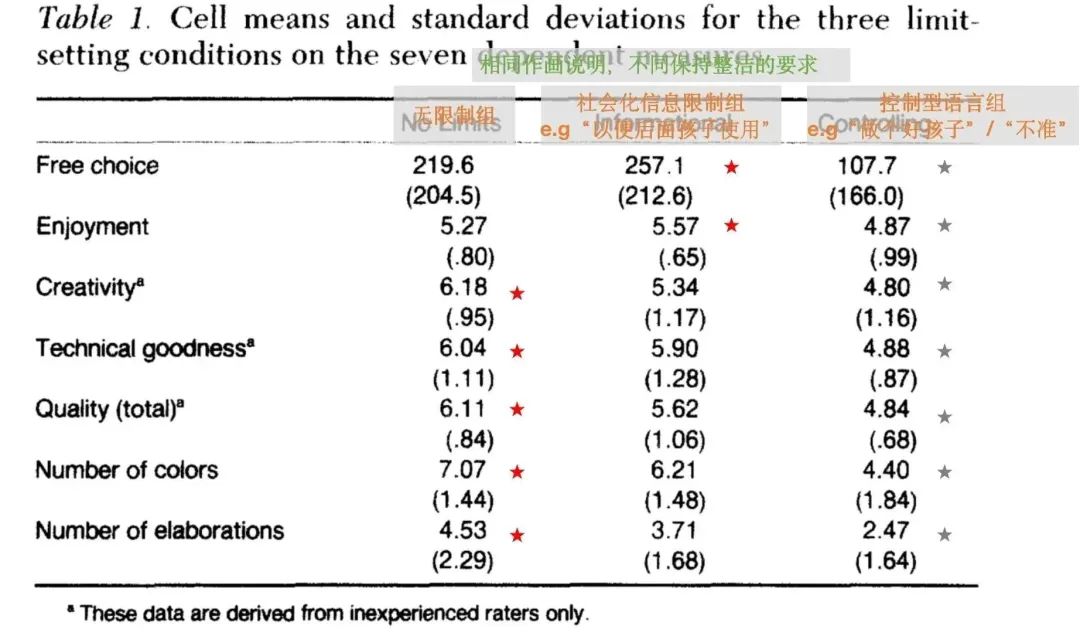 Table 1. Cell means and standard deviations for the three limit-
setting conditions on the seven dependent measures
相同作画说明，不同保持整洁的要求
无限制组 社会化信息限制组 控制型语言组
e.g “以便后面孩子使用” e.g “做个好孩子” / “不准”
No Limits Informational Controlling
Free choice 219.6 257.1 ★ 107.7 ★
(204.5) (212.6) (166.0)
Enjoyment 5.27 5.57 ★ 4.87 ★
(.80) (.65) (.99)
Creativityª 6.18 ★ 5.34 4.80 ★
(.95) (1.17) (1.16)
Technical goodnessª 6.04 ★ 5.90 4.88 ★
(1.11) (1.28) (.87)
Quality (total)ª 6.11 ★ 5.62 4.84 ★
(.84) (1.06) (.68)
Number of colors 7.07 ★ 6.21 4.40 ★
(1.44) (1.48) (1.84)
Number of elaborations 4.53 ★ 3.71 2.47 ★
(2.29) (1.68) (1.64)
ª These data are derived from inexperienced raters only.